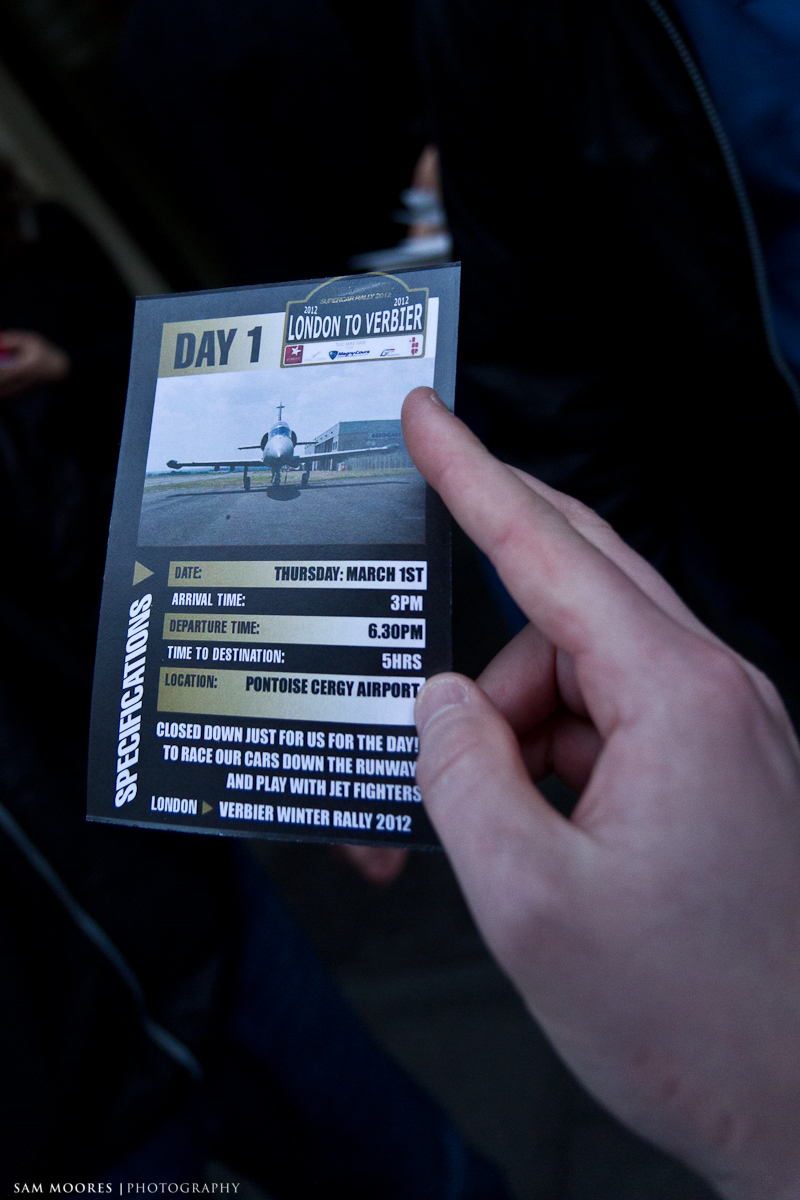 SUPERCAR RALLY 2012
2012 2012
LONDON TO VERBIER
DAY 1
DATE: THURSDAY: MARCH 1ST
ARRIVAL TIME: 3PM
DEPARTURE TIME: 6.30PM
TIME TO DESTINATION: 5HRS
LOCATION: PONTOISE CERGY AIRPORT
SPECIFICATIONS
CLOSED DOWN JUST FOR US FOR THE DAY!
TO RACE OUR CARS DOWN THE RUNWAY
AND PLAY WITH JET FIGHTERS
LONDON VERBIER WINTER RALLY 2012
SAM MOORES | PHOTOGRAPHY